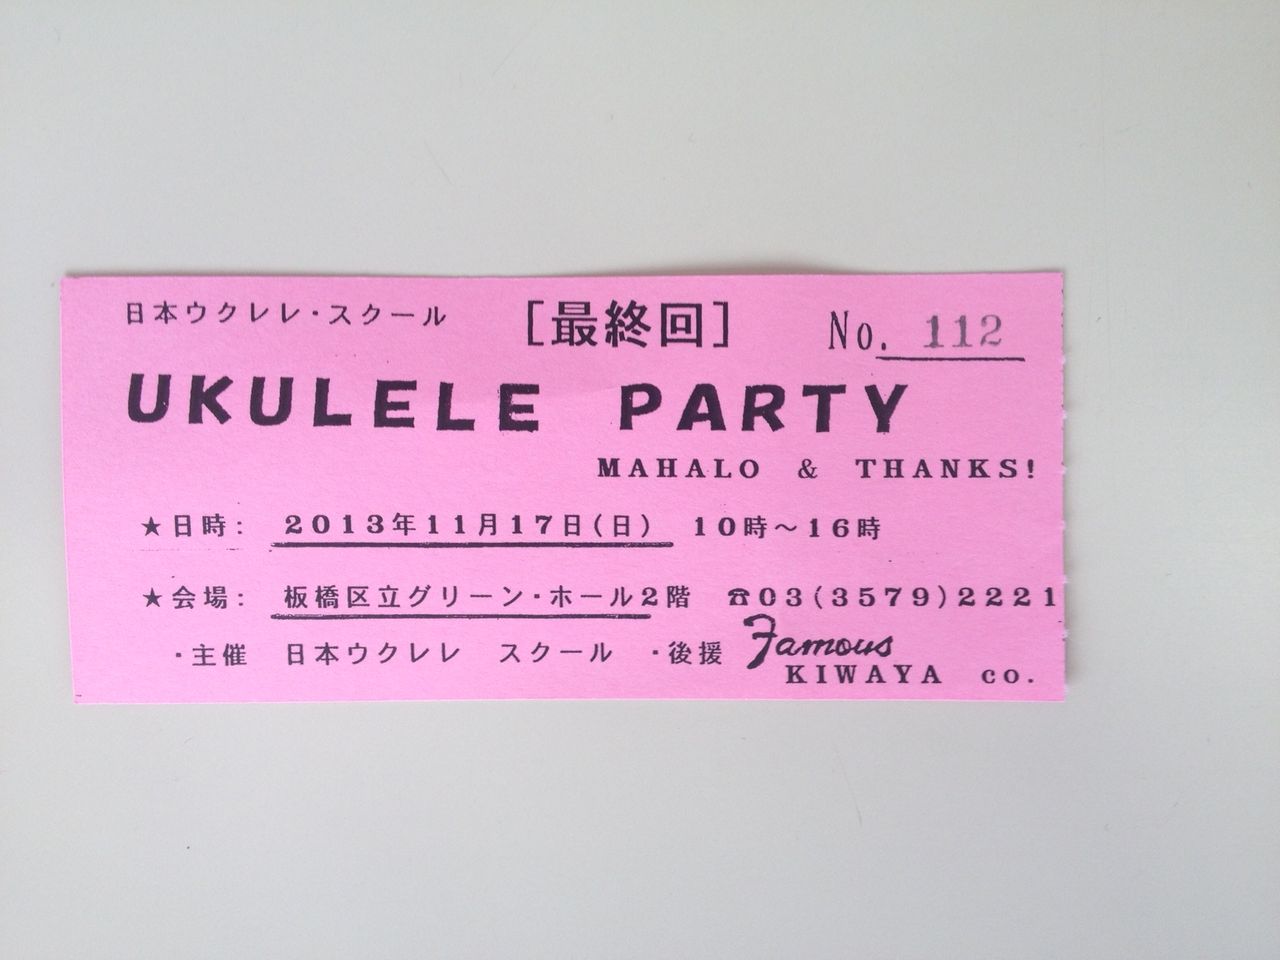 日本ウクレレ・スクール [最終回] No. 112
UKULELE PARTY
MAHALO & THANKS!
★日時: 2013年11月17日(日) 10時～16時
★会場: 板橋区立グリーン・ホール2階 ☎03(3579)2221
・主催 日本ウクレレ スクール ・後援 Famous
KIWAYA co.